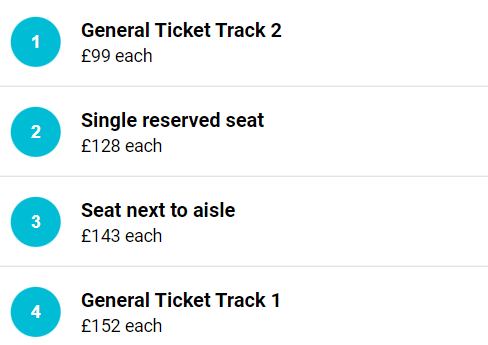 1
General Ticket Track 2
£99 each
2
Single reserved seat
£128 each
3
Seat next to aisle
£143 each
4
General Ticket Track 1
£152 each